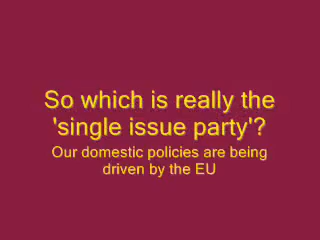 So which is really the
'single issue party'?
Our domestic policies are being
driven by the EU